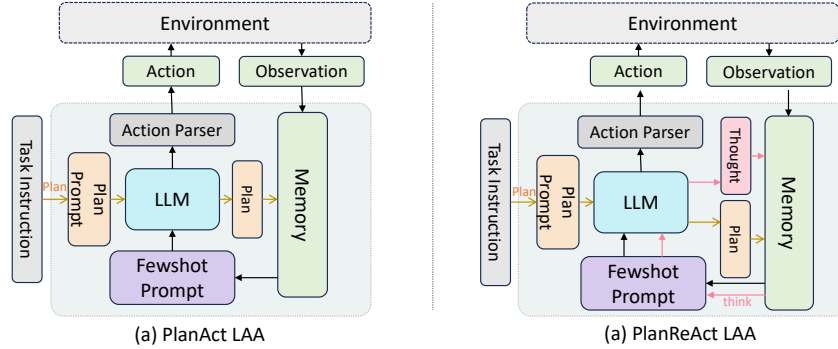 Environment
Action
Observation
Action Parser
Task Instruction
Plan
Plan
Prompt
LLM
Plan
Memory
Fewshot
Prompt
(a) PlanAct LAA
Environment
Action
Observation
Action Parser
Thought
Task Instruction
Plan
Plan
Prompt
LLM
Plan
Memory
Fewshot
Prompt
think
(a) PlanReAct LAA